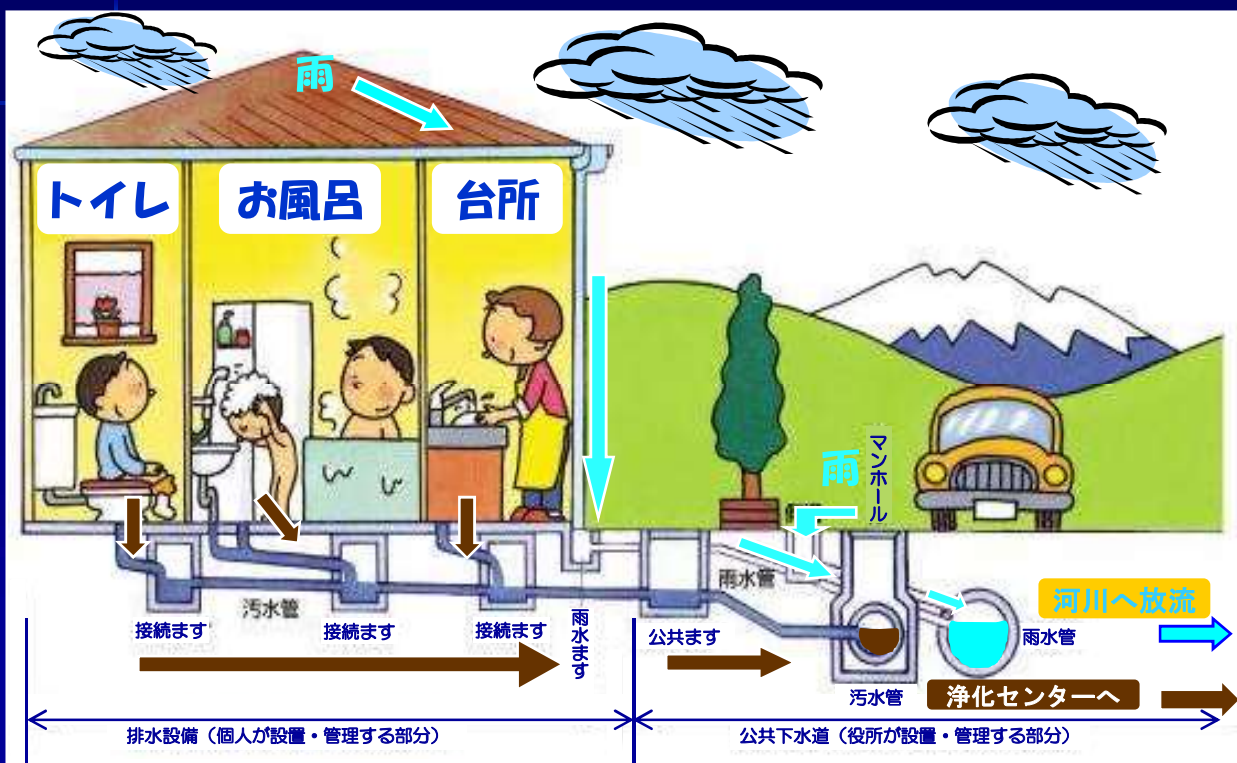 雨
トイレ
お風呂
台所
雨
マンホール
雨水管
汚水管
接続ます
接続ます
接続ます
雨水ます
公共ます
河川へ放流
雨水管
汚水管
浄化センターへ
排水設備（個人が設置・管理する部分）
公共下水道（役所が設置・管理する部分）